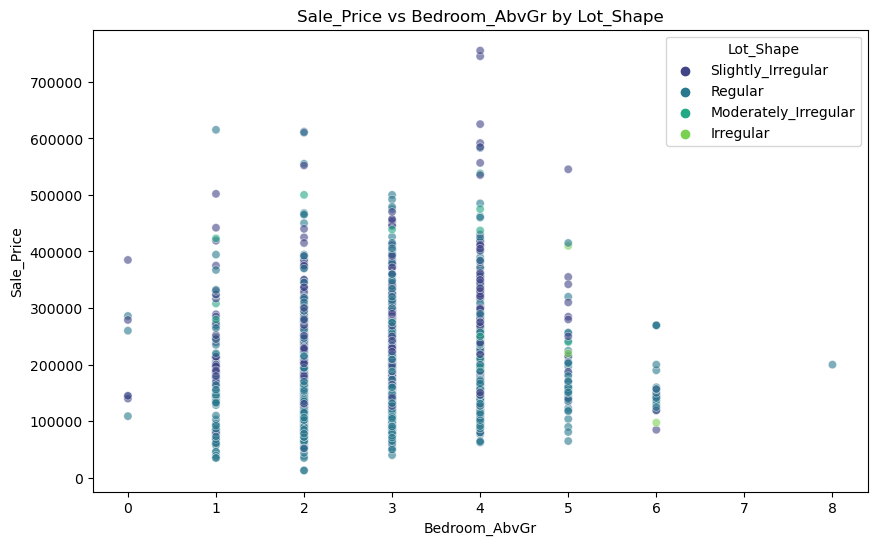 Sale_Price vs Bedroom_AbvGr by Lot_Shape
Lot_Shape
Slightly_Irregular
Regular
Moderately_Irregular
Irregular
700000
600000
500000
400000
300000
200000
100000
0
Sale_Price
0 1 2 3 4 5 6 7 8
Bedroom_AbvGr